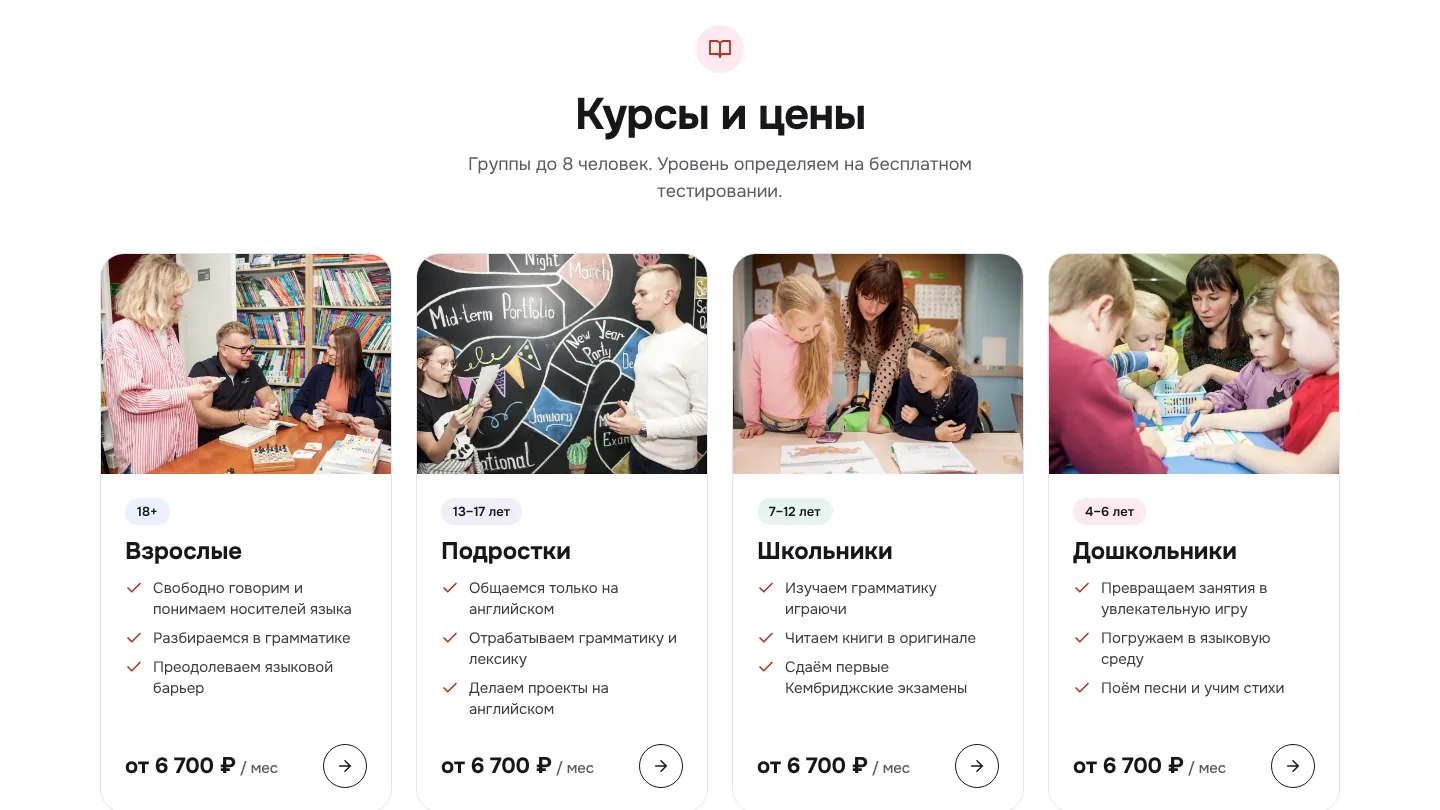 Курсы и цены
Группы до 8 человек. Уровень определяем на бесплатном
тестировании.
Night
March
Mid-term Portfolio
New Year
Party
January
ational
18+
Взрослые
Свободно говорим и
понимаем носителей языка
Разбираемся в грамматике
Преодолеваем языковой
барьер
от 6 700 ₽ / мес
13–17 лет
Подростки
Общаемся только на
английском
Отрабатываем грамматику и
лексику
Делаем проекты на
английском
от 6 700 ₽ / мес
7–12 лет
Школьники
Изучаем грамматику
играючи
Читаем книги в оригинале
Сдаём первые
Кембриджские экзамены
от 6 700 ₽ / мес
4–6 лет
Дошкольники
Превращаем занятия в
увлекательную игру
Погружаем в языковую
среду
Поём песни и учим стихи
от 6 700 ₽ / мес